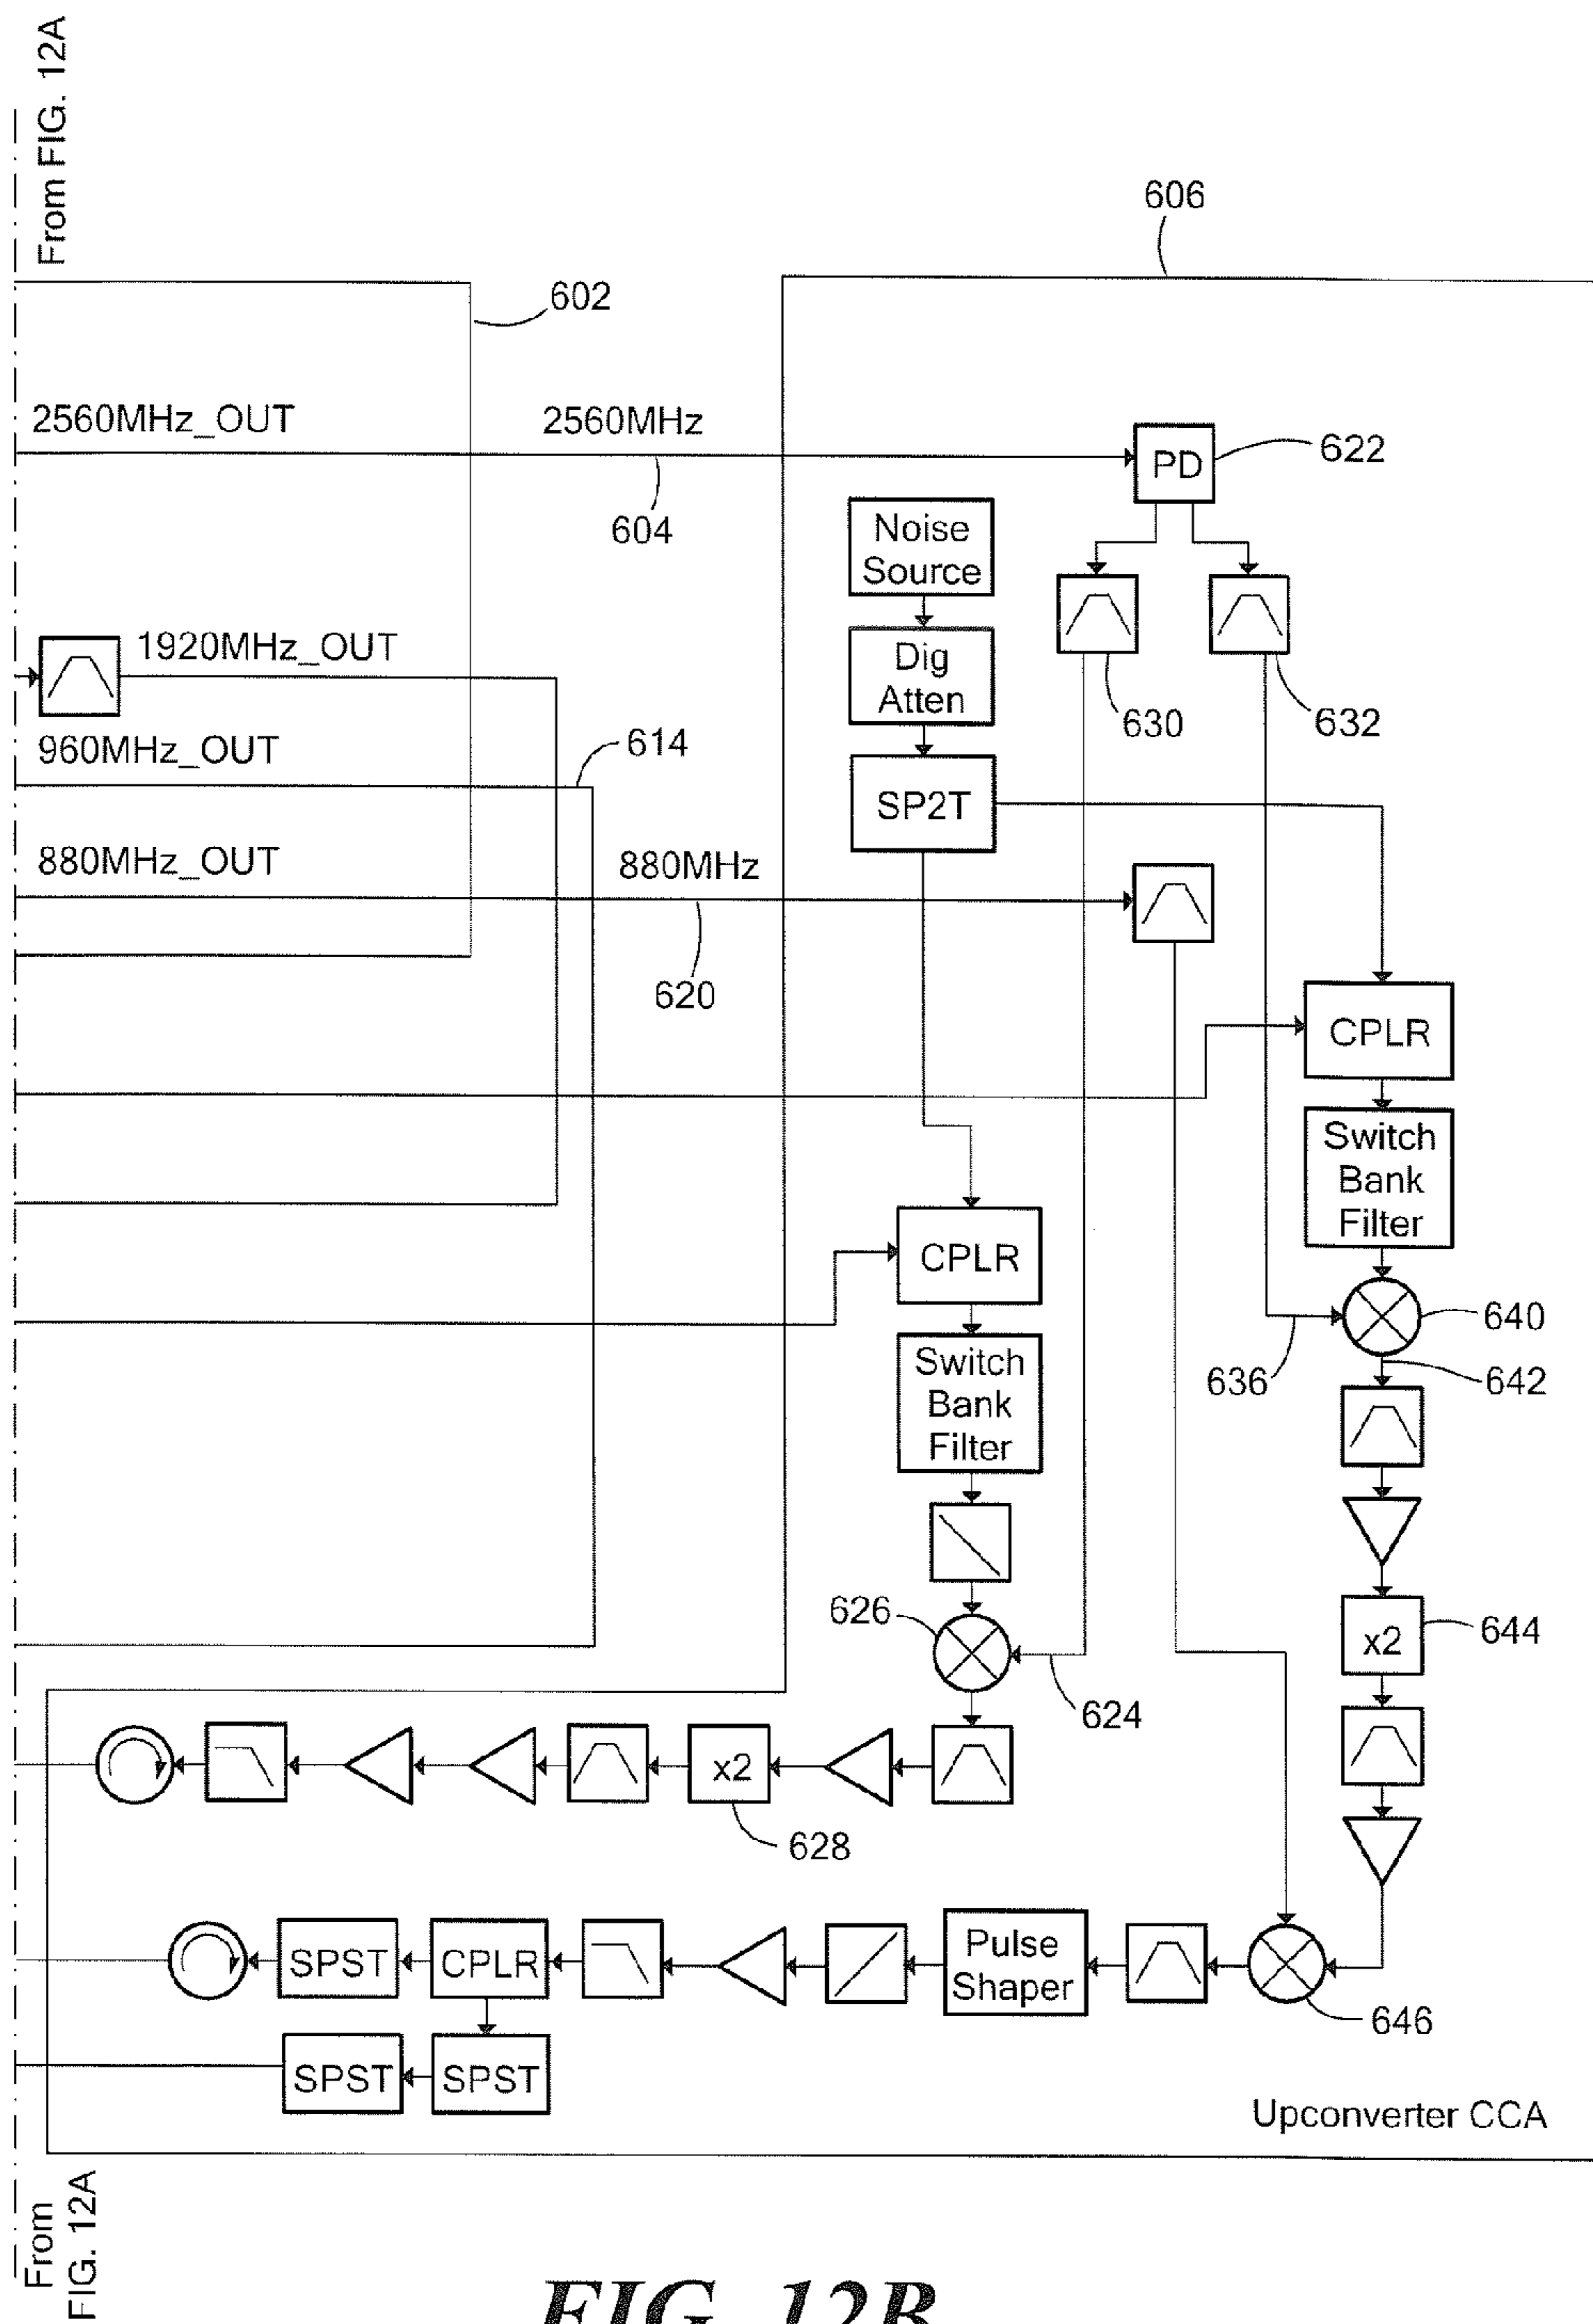 From FIG. 12A
606
602
2560MHz_OUT
2560MHz
PD
622
604
Noise
Source
1920MHz_OUT
Dig
Atten
630
632
960MHz_OUT
614
SP2T
880MHz_OUT
880MHz
620
CPLR
Switch
Bank
Filter
CPLR
640
636
642
Switch
Bank
Filter
626
x2
644
624
x2
628
SPST
CPLR
Pulse
Shaper
646
SPST
SPST
Upconverter CCA
From
FIG. 12A
FIG. 12B